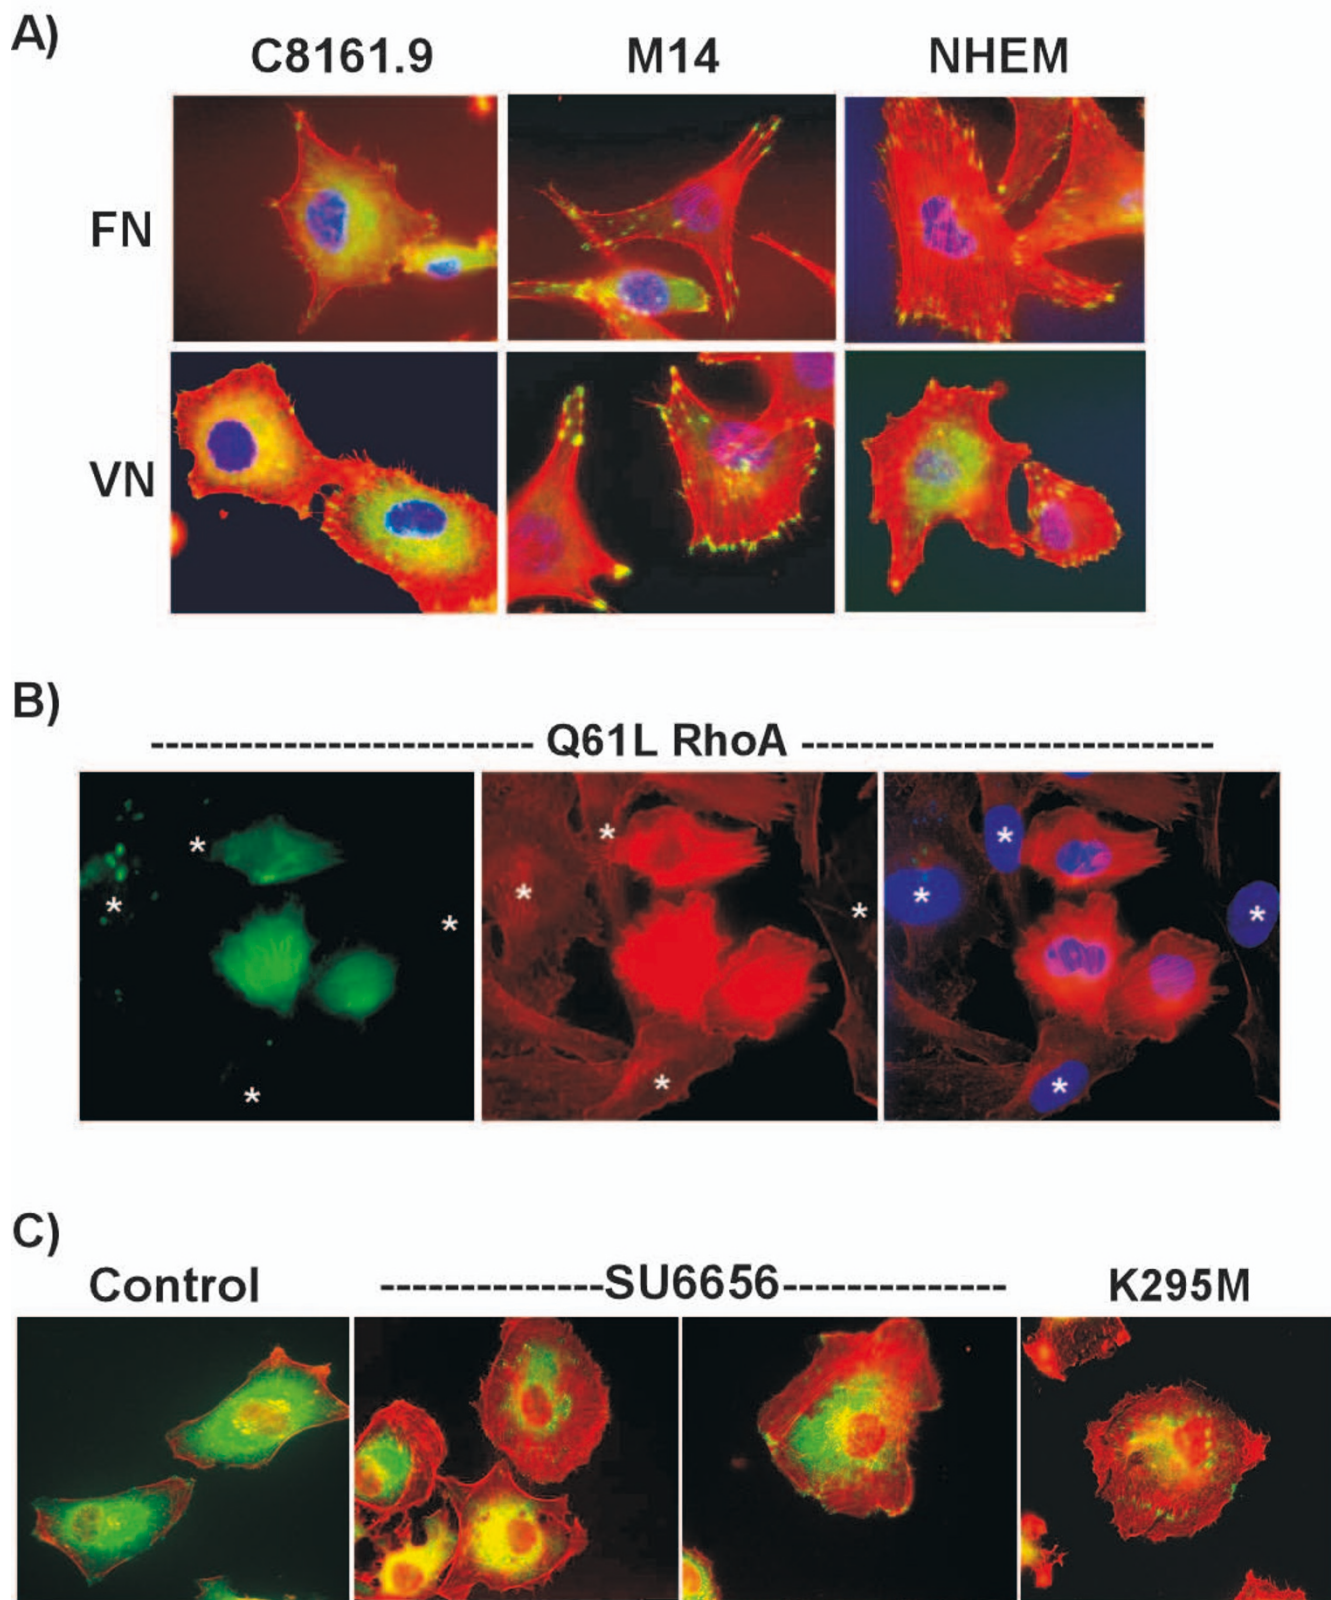 A)
C8161.9 M14 NHEM
FN
VN
B)
----------------------------- Q61L RhoA -------------------------------
* * * *
* * * *
* * * *
C)
Control -----------------SU6656----------------- K295M